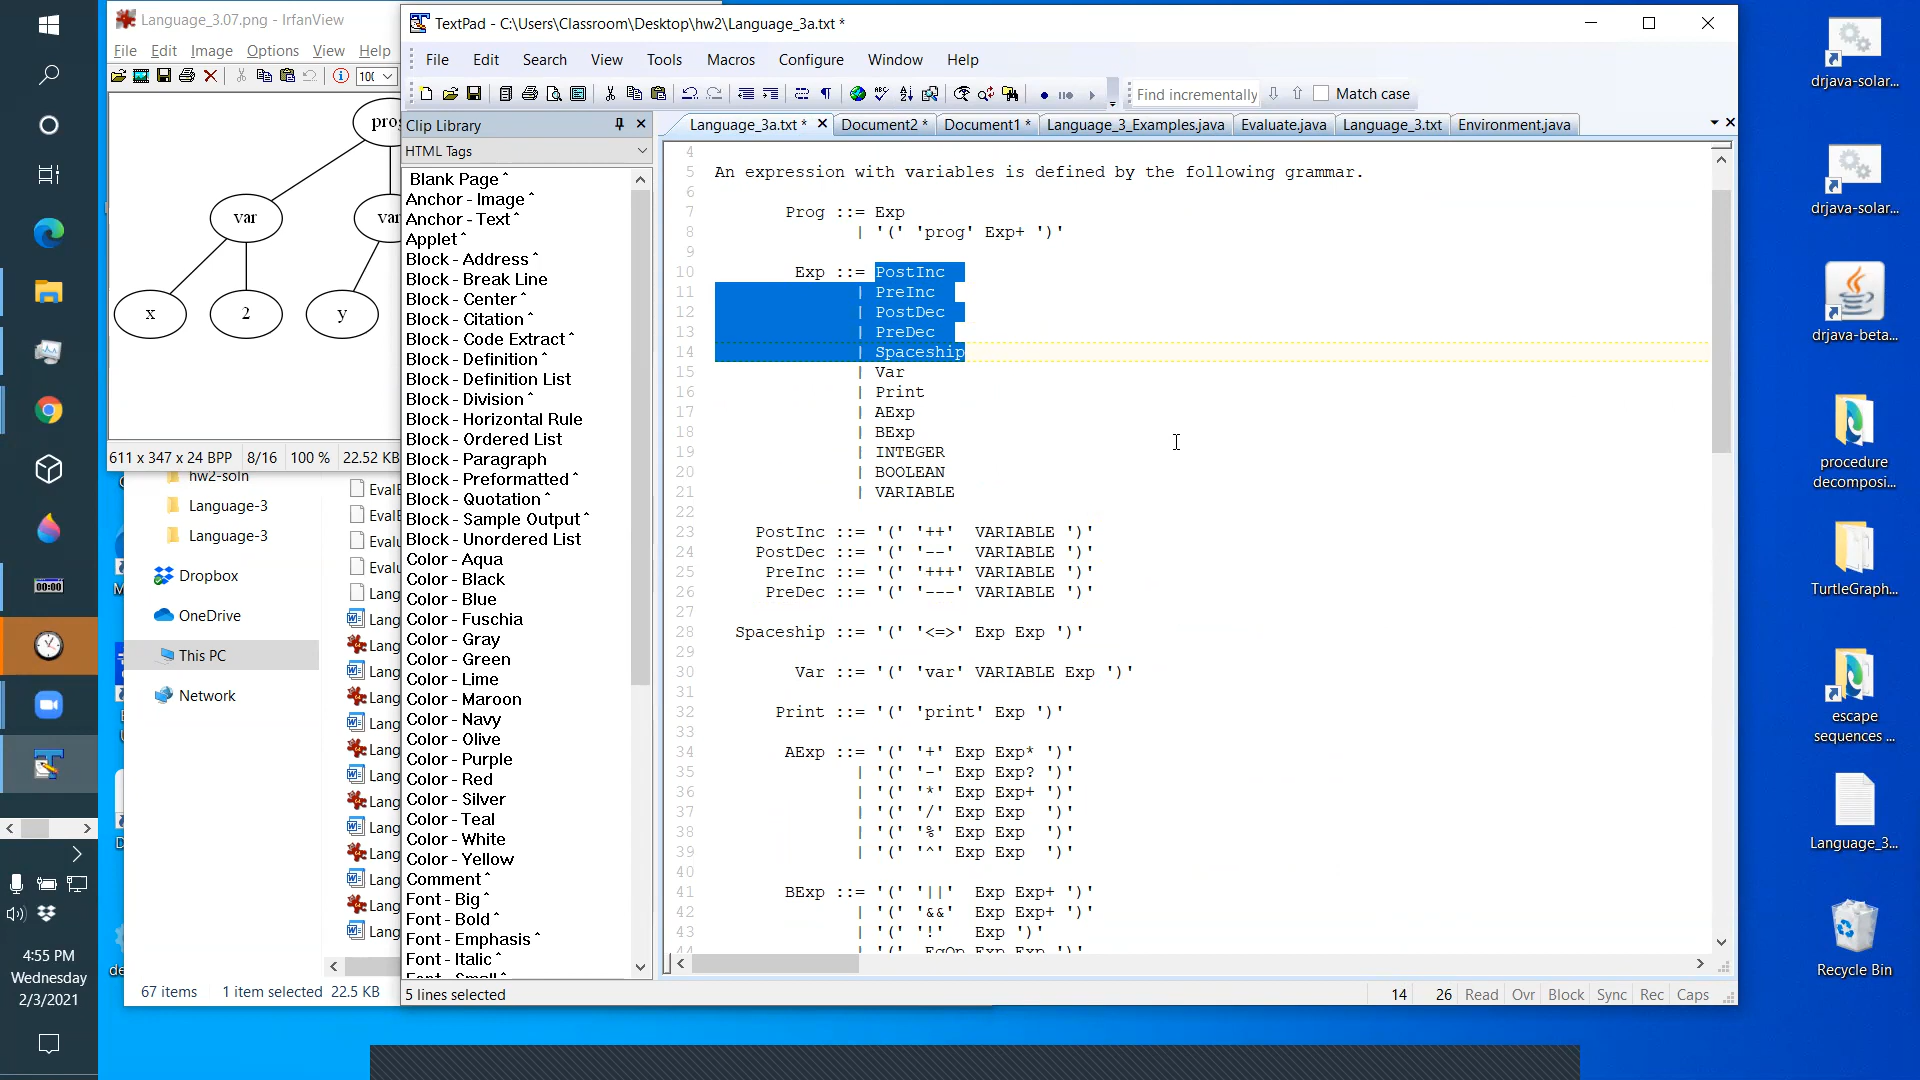 Language_3.07.png - IrfanView
File Edit Image Options View Help
prog
var
x
2
y
611 x 347 x 24 BPP 8/16 100 % 22.52 KB
hw2-soln
Language-3
Language-3
Dropbox
OneDrive
This PC
Network
67 items 1 item selected 22.5 KB
4:55 PM
Wednesday
2/3/2021
TextPad - C:\Users\Classroom\Desktop\hw2\Language_3a.txt *
File Edit Search View Tools Macros Configure Window Help
Find incrementally Match case
Clip Library
HTML Tags
Blank Page ^
Anchor - Image ^
Anchor - Text ^
Applet ^
Block - Address ^
Block - Break Line
Block - Center ^
Block - Citation ^
Block - Code Extract ^
Block - Definition ^
Block - Definition List
Block - Division ^
Block - Horizontal Rule
Block - Ordered List
Block - Paragraph
Block - Preformatted ^
Block - Quotation ^
Block - Sample Output ^
Block - Unordered List
Color - Aqua
Color - Black
Color - Blue
Color - Fuschia
Color - Gray
Color - Green
Color - Lime
Color - Maroon
Color - Navy
Color - Olive
Color - Purple
Color - Red
Color - Silver
Color - Teal
Color - White
Color - Yellow
Comment ^
Font - Big ^
Font - Bold ^
Font - Emphasis ^
Font - Italic ^
Font - Small ^
Language_3a.txt * Document2 * Document1 * Language_3_Examples.java Evaluate.java Language_3.txt Environment.java
4
5 An expression with variables is defined by the following grammar.
6
7 Prog ::= Exp
8 | '(' 'prog' Exp+ ')'
9
10 Exp ::= PostInc
11 | PreInc
12 | PostDec
13 | PreDec
14 | Spaceship
15 | Var
16 | Print
17 | AExp
18 | BExp
19 | INTEGER
20 | BOOLEAN
21 | VARIABLE
22
23 PostInc ::= '(' '++' VARIABLE ')'
24 PostDec ::= '(' '--' VARIABLE ')'
25 PreInc ::= '(' '+++' VARIABLE ')'
26 PreDec ::= '(' '---' VARIABLE ')'
27
28 Spaceship ::= '(' '<=>' Exp Exp ')'
29
30 Var ::= '(' 'var' VARIABLE Exp ')'
31
32 Print ::= '(' 'print' Exp ')'
33
34 AExp ::= '(' '+' Exp Exp* ')'
35 | '(' '-' Exp Exp? ')'
36 | '(' '*' Exp Exp+ ')'
37 | '(' '/' Exp Exp ')'
38 | '(' '%' Exp Exp ')'
39 | '(' '^' Exp Exp ')'
40
41 BExp ::= '(' '||' Exp Exp+ ')'
42 | '(' '&&' Exp Exp+ ')'
43 | '(' '!' Exp ')'
44 | '(' EqOp Exp Exp ')'
5 lines selected
14 26 Read Ovr Block Sync Rec Caps
drjava-solar...
drjava-solar...
drjava-beta...
procedure
decomposi...
TurtleGraph...
escape
sequences ...
Language_3...
Recycle Bin